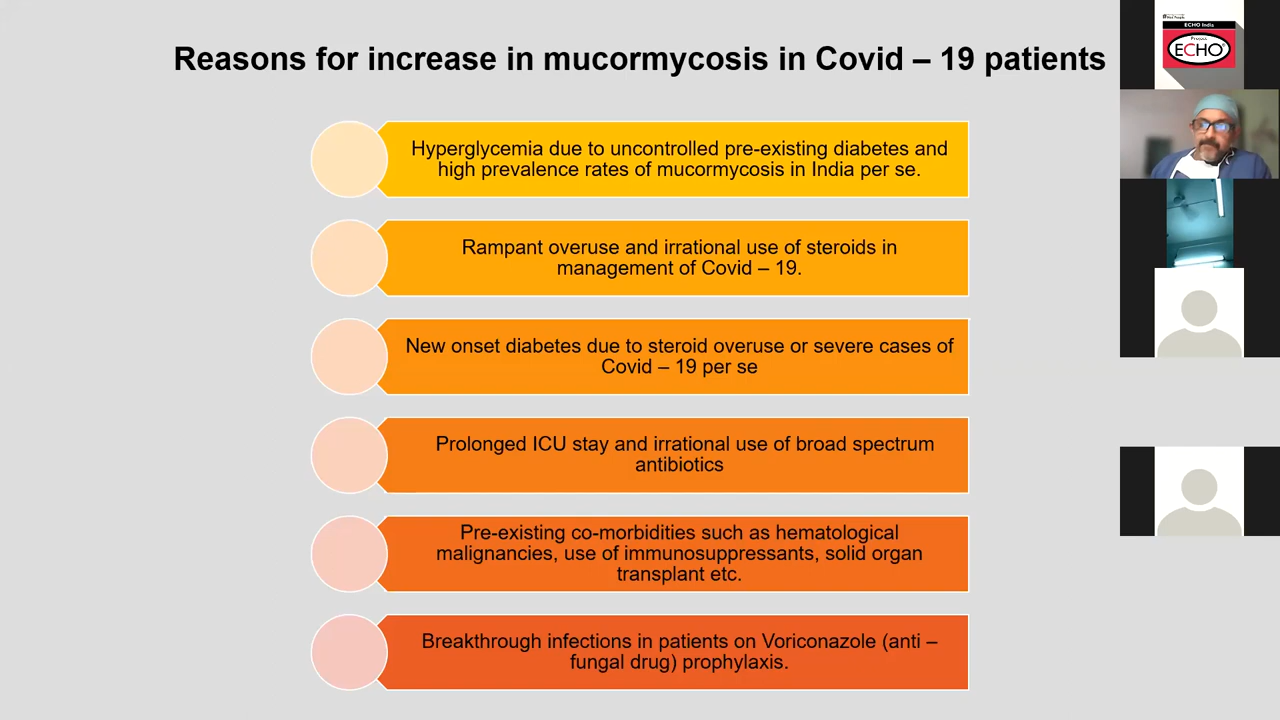 Reasons for increase in mucormycosis in Covid – 19 patients
Hyperglycemia due to uncontrolled pre-existing diabetes and
high prevalence rates of mucormycosis in India per se.
Rampant overuse and irrational use of steroids in
management of Covid – 19.
New onset diabetes due to steroid overuse or severe cases of
Covid – 19 per se
Prolonged ICU stay and irrational use of broad spectrum
antibiotics
Pre-existing co-morbidities such as hematological
malignancies, use of immunosuppressants, solid organ
transplant etc.
Breakthrough infections in patients on Voriconazole (anti –
fungal drug) prophylaxis.
ECHO India
ECHO